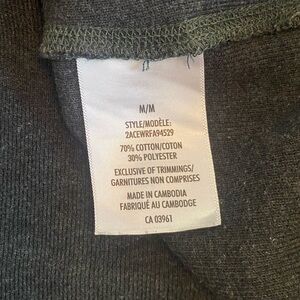 M/M
STYLE/MODÈLE:
2ACEWRFA94S29
70% COTTON/COTON
30% POLYESTER
EXCLUSIVE OF TRIMMINGS/
GARNITURES NON COMPRISES
MADE IN CAMBODIA
FABRIQUÉ AU CAMBODGE
CA 03961